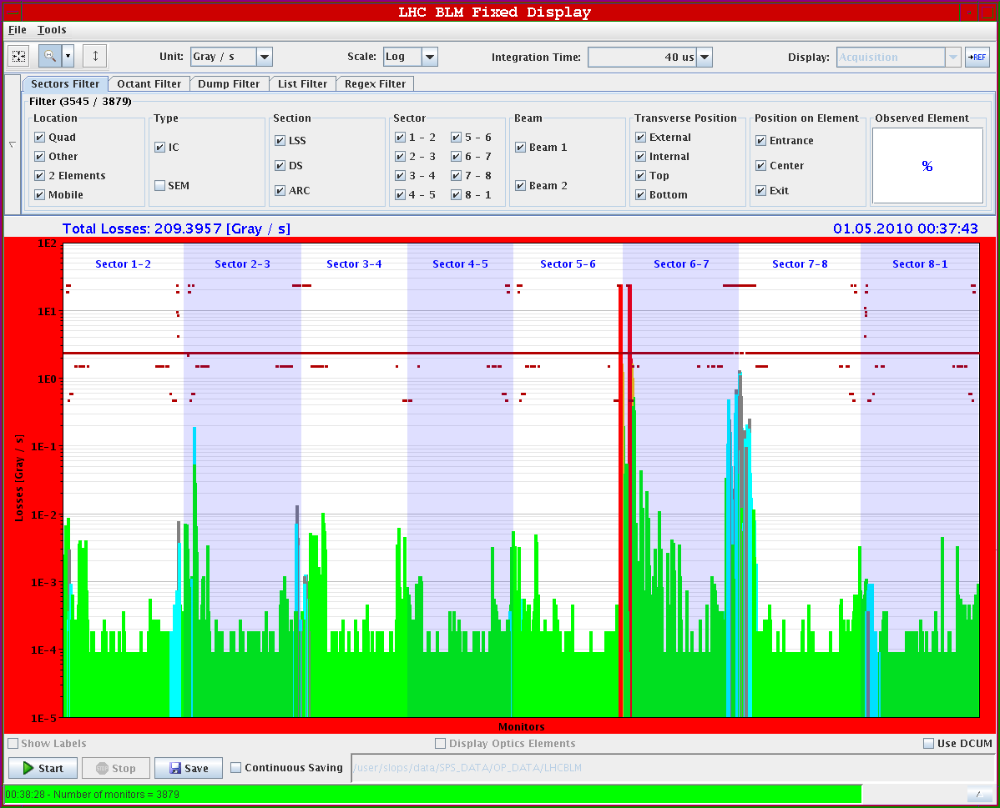 LHC BLM Fixed Display
File Tools
Unit: Gray / s Scale: Log Integration Time: 40 us Display: Acquisition →REF
Sectors Filter Octant Filter Dump Filter List Filter Regex Filter
Filter (3545 / 3879)
Location Type Section Sector Beam Transverse Position Position on Element Observed Element
Quad IC LSS 1 - 2 5 - 6 Beam 1 External Entrance %
Other SEM DS 2 - 3 6 - 7 Beam 2 Internal Center
2 Elements ARC 3 - 4 7 - 8 Top Exit
Mobile 4 - 5 8 - 1 Bottom
Total Losses: 209.3957 [Gray / s] 01.05.2010 00:37:43
Sector 1-2 Sector 2-3 Sector 3-4 Sector 4-5 Sector 5-6 Sector 6-7 Sector 7-8 Sector 8-1
1E2
1E1
1E0
1E-1
1E-2
1E-3
1E-4
1E-5
Losses [Gray / s]
Monitors
Show Labels Display Optics Elements Use DCUM
Start Stop Save Continuous Saving /user/slops/data/SPS_DATA/OP_DATA/LHCBLM
00:38:28 - Number of monitors = 3879